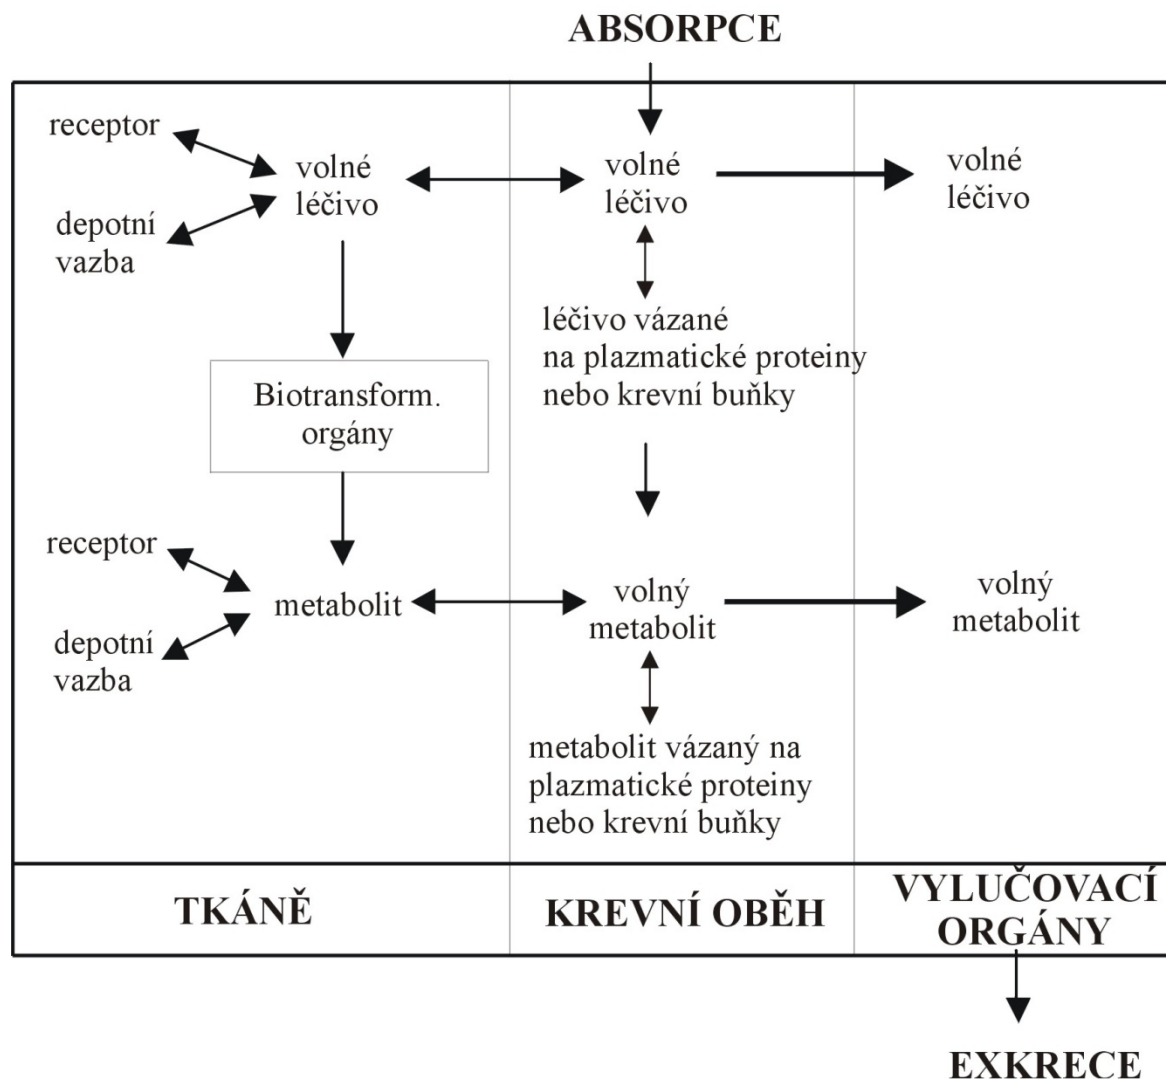 ABSORPCE
receptor
volné
léčivo
depotní
vazba
volné
léčivo
volné
léčivo
léčivo vázané
na plazmatické proteiny
nebo krevní buňky
Biotransform.
orgány
receptor
metabolit
depotní
vazba
volný
metabolit
volný
metabolit
metabolit vázaný na
plazmatické proteiny
nebo krevní buňky
TKÁNĚ
KREVNÍ OBĚH
VYLUČOVACÍ
ORGÁNY
EXKRECE